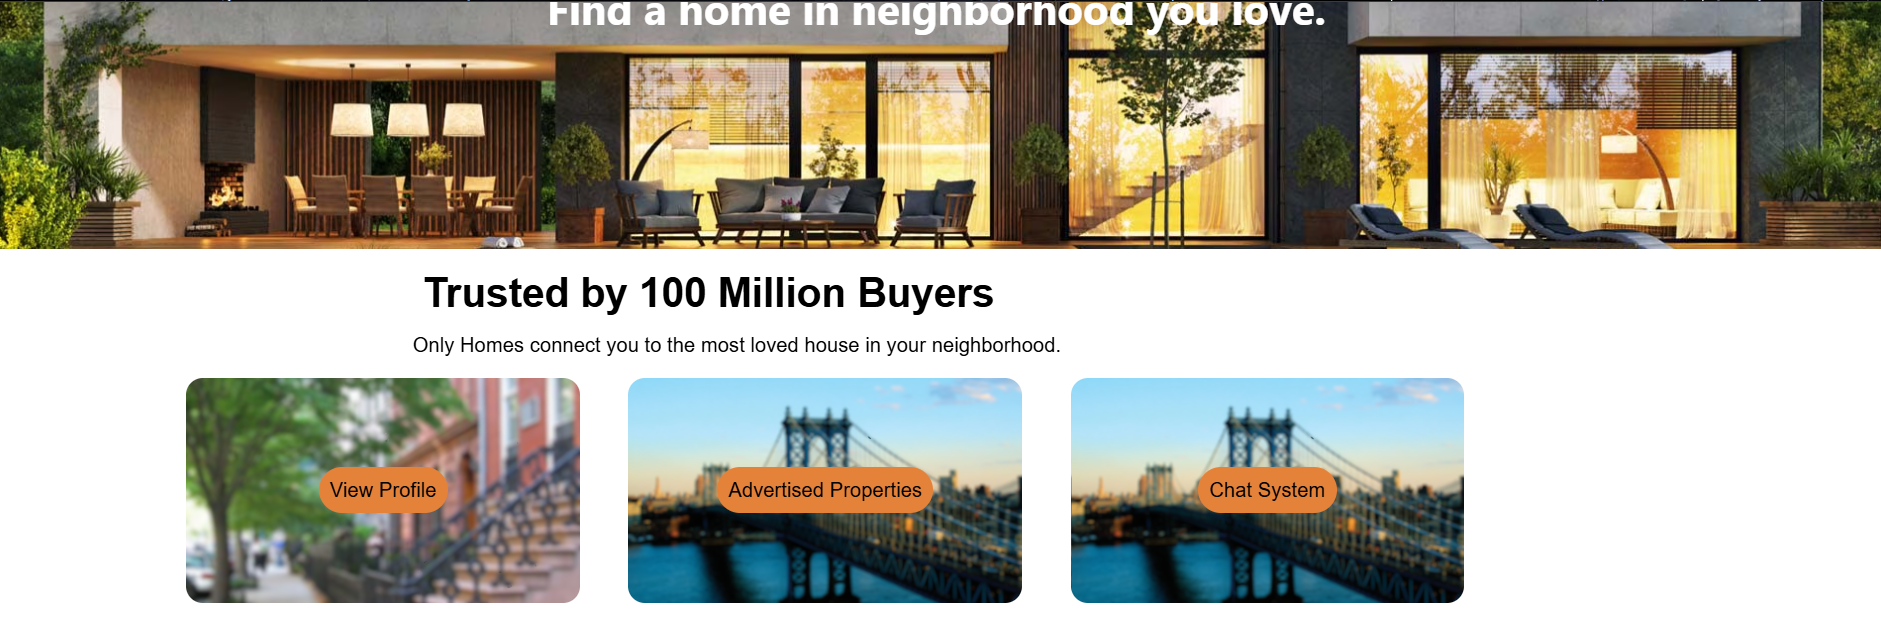 Find a home in neighborhood you love.
Trusted by 100 Million Buyers
Only Homes connect you to the most loved house in your neighborhood.
View Profile
Advertised Properties
Chat System